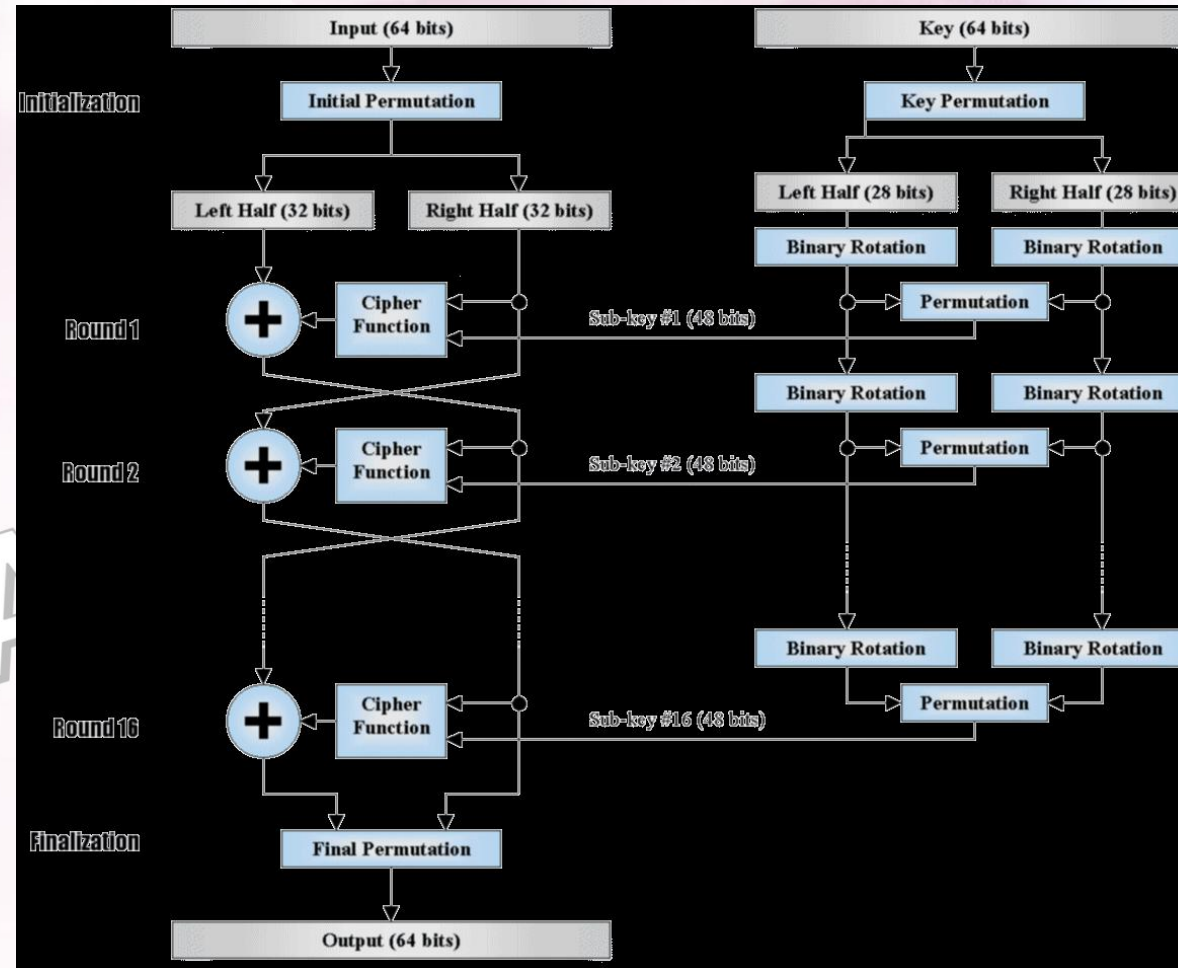 Input (64 bits)
Key (64 bits)
Initialization
Initial Permutation
Key Permutation
Left Half (32 bits)
Right Half (32 bits)
Left Half (28 bits)
Right Half (28 bits)
Binary Rotation
Binary Rotation
Round 1
Cipher
Function
Sub-key #1 (48 bits)
Permutation
Binary Rotation
Binary Rotation
Round 2
Cipher
Function
Sub-key #2 (48 bits)
Permutation
Binary Rotation
Binary Rotation
Round 16
Cipher
Function
Sub-key #16 (48 bits)
Permutation
Finalization
Final Permutation
Output (64 bits)